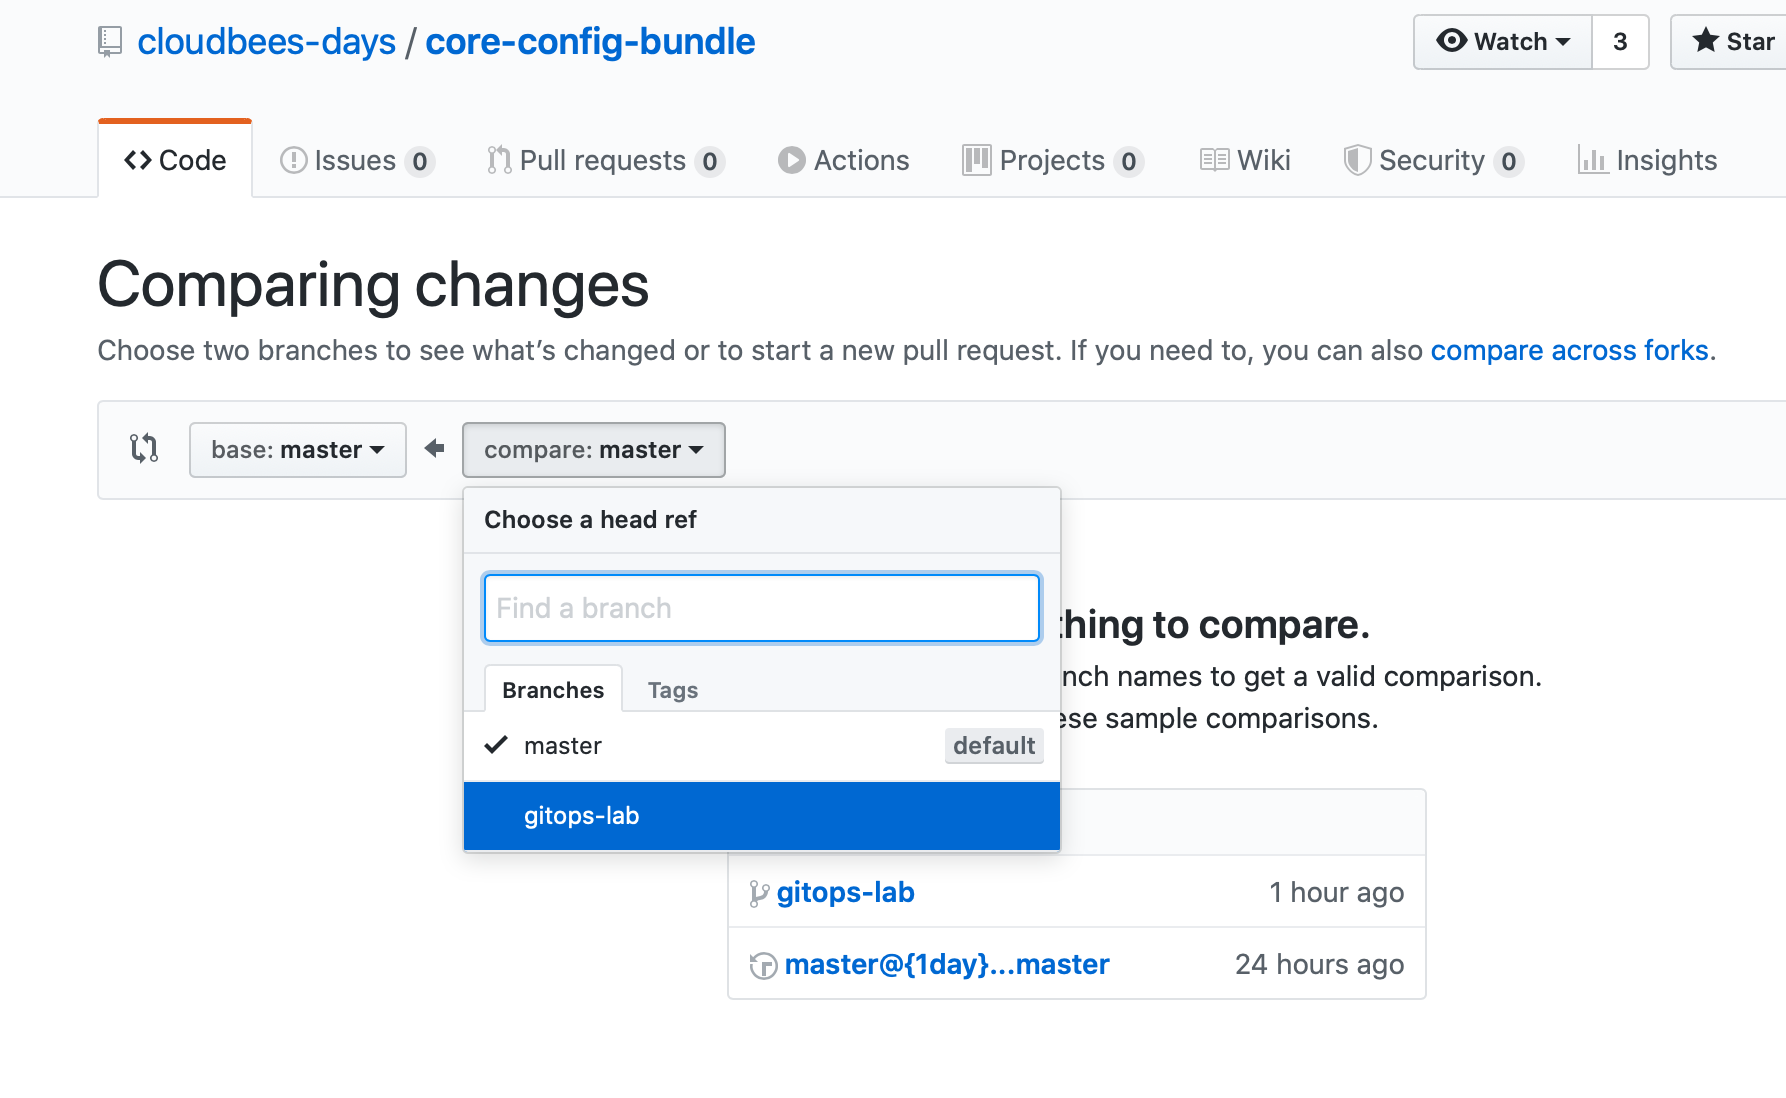 cloudbees-days / core-config-bundle
Watch 3 Star
Code Issues 0 Pull requests 0 Actions Projects 0 Wiki Security 0 Insights
Comparing changes
Choose two branches to see what's changed or to start a new pull request. If you need to, you can also compare across forks.
base: master compare: master
Choose a head ref
Find a branch
thing to compare.
nch names to get a valid comparison.
Branches Tags
ese sample comparisons.
master default
gitops-lab
gitops-lab 1 hour ago
master@{1day}...master 24 hours ago